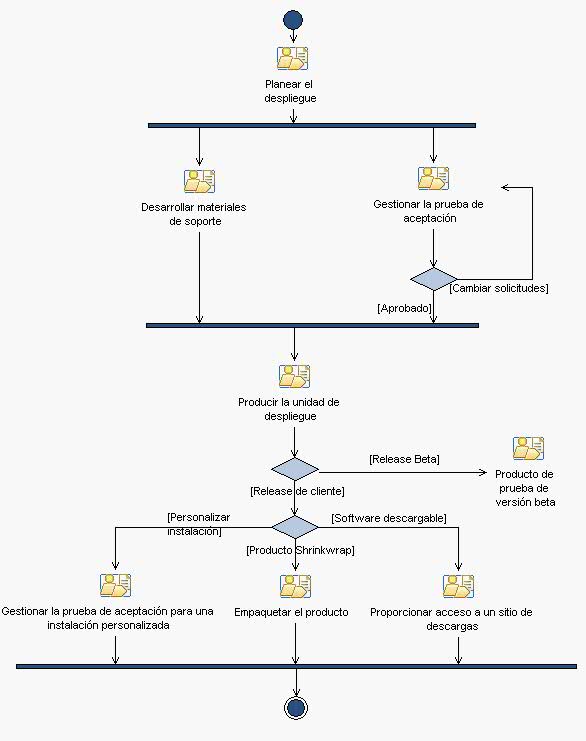 Planear el
despliegue
Desarrollar materiales
de soporte
Gestionar la prueba de
aceptación
[Cambiar solicitudes]
[Aprobado]
Producir la unidad de
despliegue
[Release Beta]
Producto de
prueba de
versión beta
[Release de cliente]
[Personalizar
instalación]
[Software descargable]
[Producto Shrinkwrap]
Gestionar la prueba de aceptación para una
instalación personalizada
Empaquetar el producto
Proporcionar acceso a un sitio de
descargas